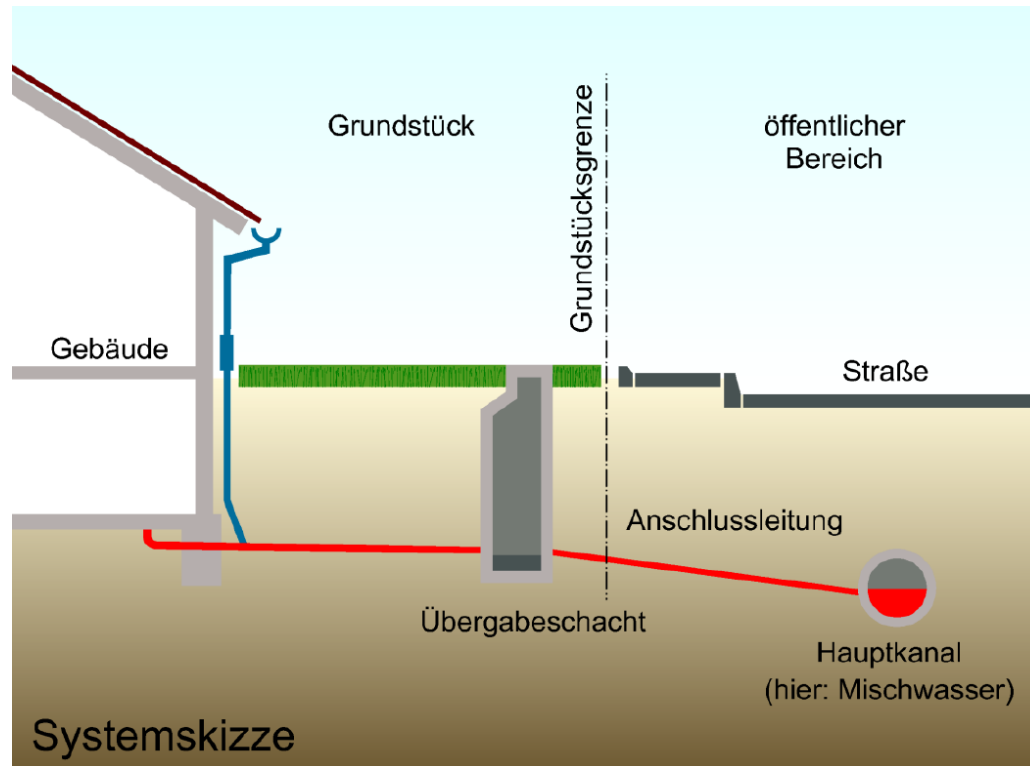 Grundstück
öffentlicher
Bereich
Grundstücksgrenze
Gebäude
Straße
Anschlussleitung
Übergabeschacht
Hauptkanal
(hier: Mischwasser)
Systemskizze